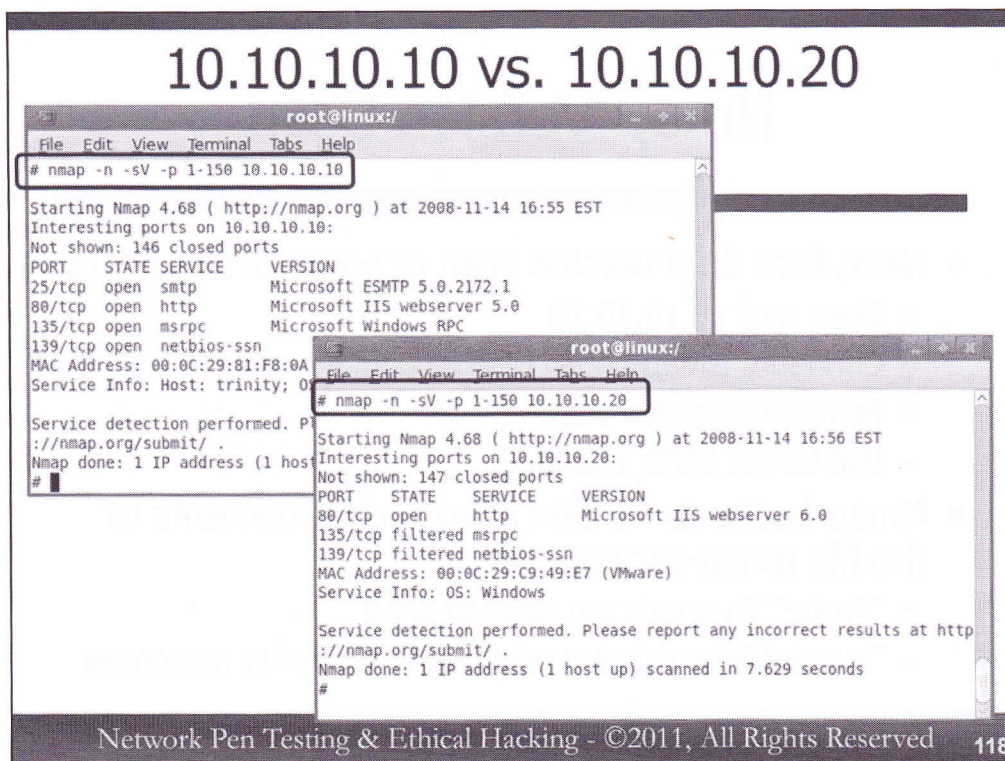 10.10.10.10 vs. 10.10.10.20
root@linux:/
File Edit View Terminal Tabs Help
# nmap -n -sV -p 1-150 10.10.10.10
Starting Nmap 4.68 ( http://nmap.org ) at 2008-11-14 16:55 EST
Interesting ports on 10.10.10.10:
Not shown: 146 closed ports
PORT STATE SERVICE VERSION
25/tcp open smtp Microsoft ESMTP 5.0.2172.1
80/tcp open http Microsoft IIS webserver 5.0
135/tcp open msrpc Microsoft Windows RPC
139/tcp open netbios-ssn
MAC Address: 00:0C:29:81:F8:0A
Service Info: Host: trinity; OS
Service detection performed. Pl
://nmap.org/submit/ .
Nmap done: 1 IP address (1 host
#
root@linux:/
File Edit View Terminal Tabs Help
# nmap -n -sV -p 1-150 10.10.10.20
Starting Nmap 4.68 ( http://nmap.org ) at 2008-11-14 16:56 EST
Interesting ports on 10.10.10.20:
Not shown: 147 closed ports
PORT STATE SERVICE VERSION
80/tcp open http Microsoft IIS webserver 6.0
135/tcp filtered msrpc
139/tcp filtered netbios-ssn
MAC Address: 00:0C:29:C9:49:E7 (VMware)
Service Info: OS: Windows
Service detection performed. Please report any incorrect results at http
://nmap.org/submit/ .
Nmap done: 1 IP address (1 host up) scanned in 7.629 seconds
#
Network Pen Testing & Ethical Hacking - ©2011, All Rights Reserved 118